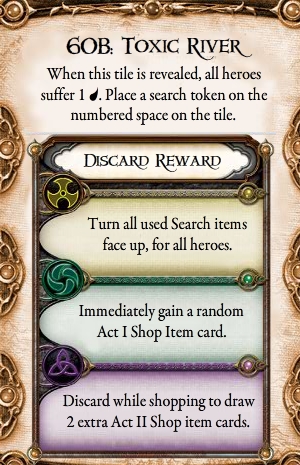 60B: Toxic River
When this tile is revealed, all heroes
suffer 1 . Place a search token on the
numbered space on the tile.
Discard Reward
Turn all used Search items
face up, for all heroes.
Immediately gain a random
Act I Shop Item card.
Discard while shopping to draw
2 extra Act II Shop item cards.